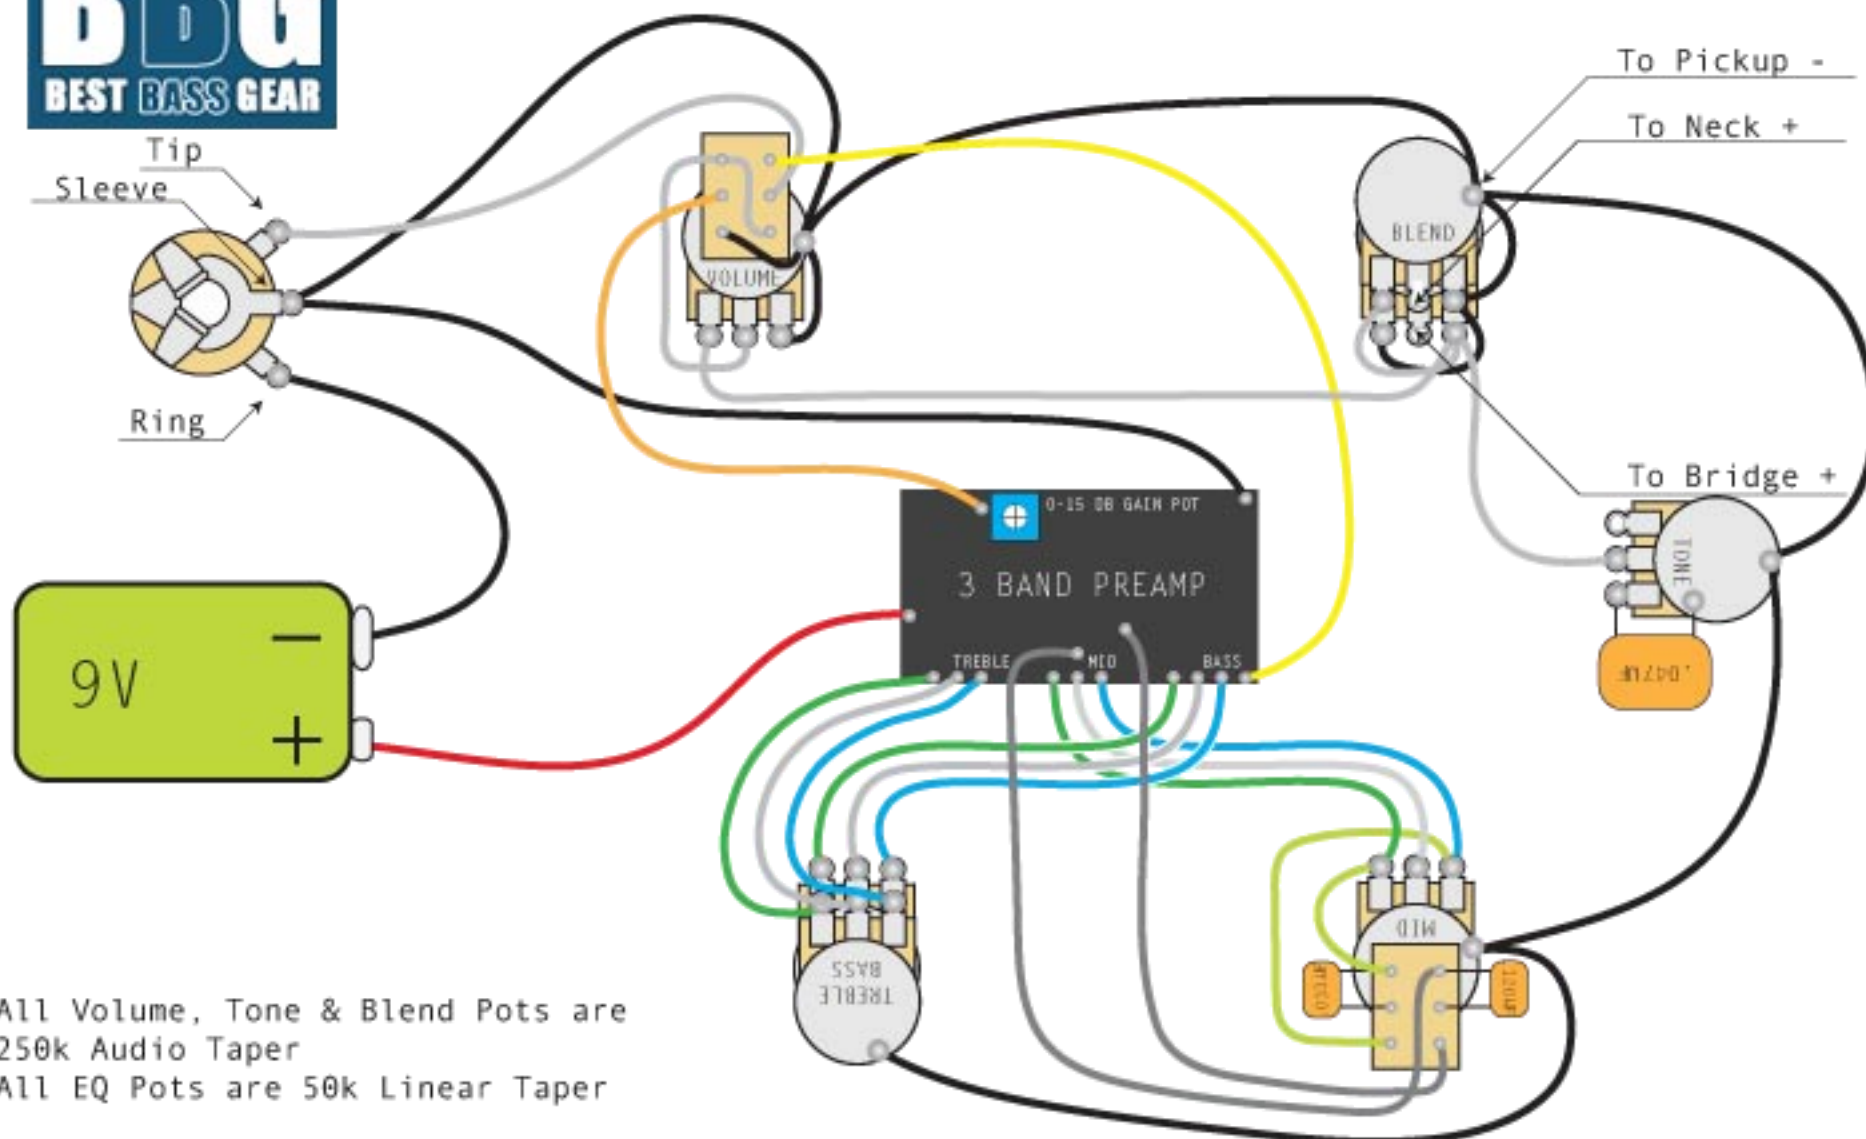 BBG
BEST BASS GEAR
Tip
Sleeve
Ring
VOLUME
BLEND
To Pickup -
To Neck +
To Bridge +
TONE
.047UF
0-15 DB GAIN POT
3 BAND PREAMP
TREBLE
MID
BASS
9V
−
+
BASS
TREBLE
MID
All Volume, Tone & Blend Pots are
250k Audio Taper
All EQ Pots are 50k Linear Taper